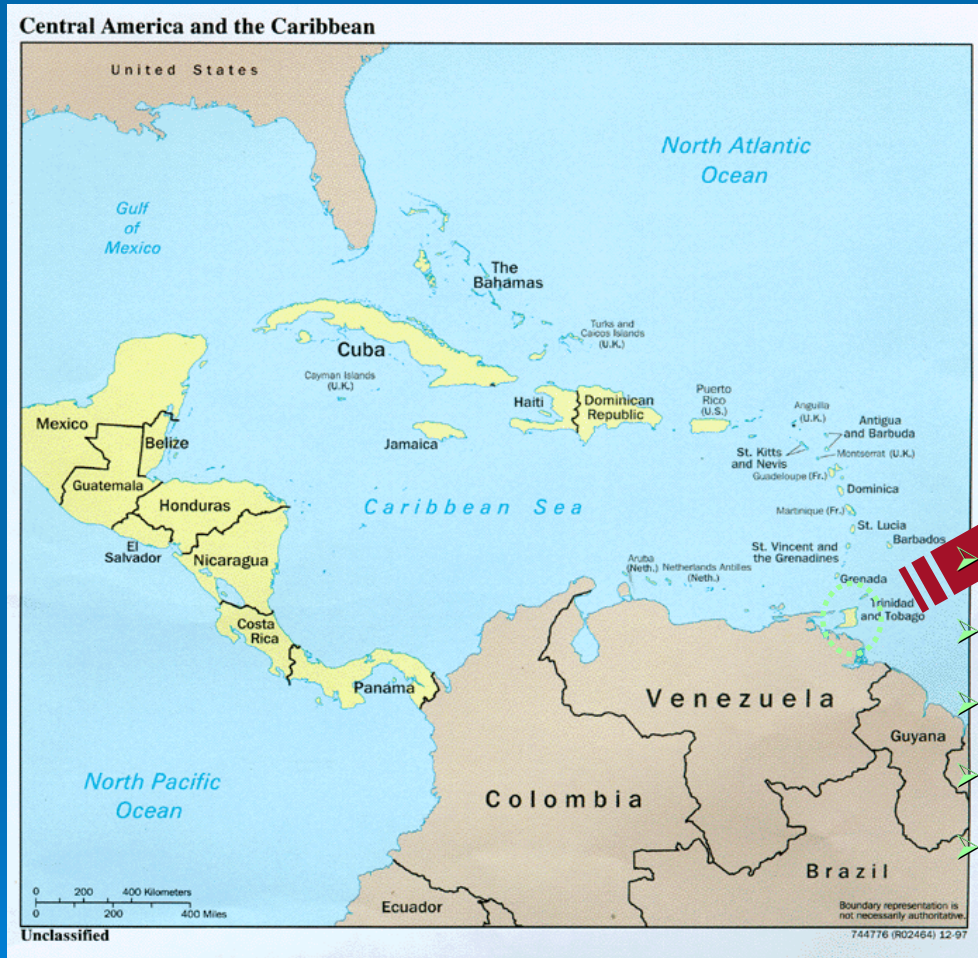 Central America and the Caribbean
United States
North Atlantic
Ocean
Gulf
of
Mexico
The
Bahamas
Turks and
Caicos Islands
(U.K.)
Cuba
Cayman Islands
(U.K.)
Haiti
Dominican
Republic
Puerto
Rico
(U.S.)
Anguilla
(U.K.)
Antigua
and Barbuda
Mexico
Belize
Jamaica
St. Kitts
and Nevis
Montserrat (U.K.)
Guadeloupe (Fr.)
Guatemala
Dominica
Honduras
Caribbean Sea
Martinique (Fr.)
St. Lucia
Barbados
El
Salvador
Nicaragua
St. Vincent and
the Grenadines
Aruba
(Neth.)
Netherlands Antilles
(Neth.)
Grenada
Trinidad
and Tobago
Costa
Rica
Panama
Venezuela
Guyana
North Pacific
Ocean
Colombia
Brazil
Ecuador
0 200 400 Kilometers
0 200 400 Miles
Boundary representation is
not necessarily authoritative.
Unclassified
744776 (R02464) 12-97